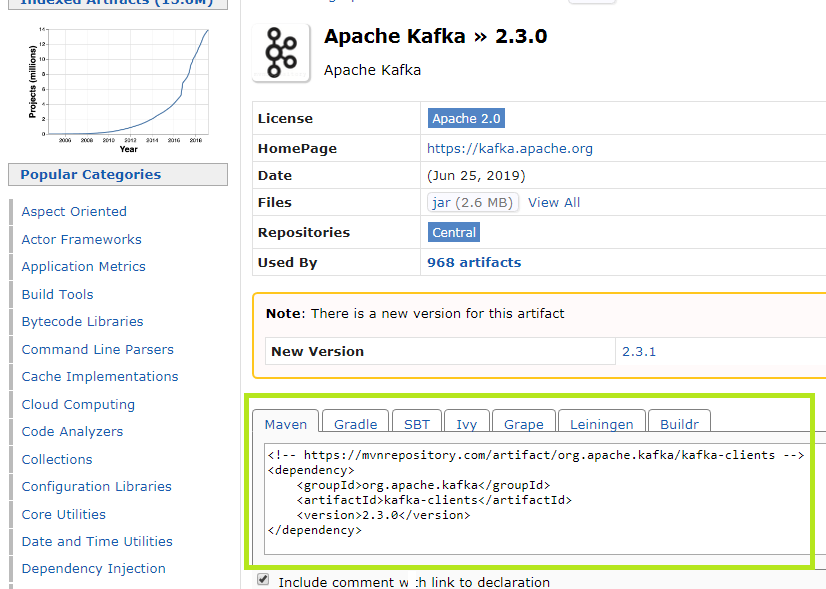 Indexed Artifacts (15.6M)
Projects (millions)
14
12
10
8
6
4
2
0
2006 2008 2010 2012 2014 2016 2018
Year
Popular Categories
Aspect Oriented
Actor Frameworks
Application Metrics
Build Tools
Bytecode Libraries
Command Line Parsers
Cache Implementations
Cloud Computing
Code Analyzers
Collections
Configuration Libraries
Core Utilities
Date and Time Utilities
Dependency Injection
Apache Kafka » 2.3.0
Apache Kafka
License Apache 2.0
HomePage https://kafka.apache.org
Date (Jun 25, 2019)
Files jar (2.6 MB) View All
Repositories Central
Used By 968 artifacts
Note: There is a new version for this artifact
New Version 2.3.1
Maven Gradle SBT Ivy Grape Leiningen Buildr
<!-- https://mvnrepository.com/artifact/org.apache.kafka/kafka-clients -->
<dependency>
    <groupId>org.apache.kafka</groupId>
    <artifactId>kafka-clients</artifactId>
    <version>2.3.0</version>
</dependency>
Include comment with link to declaration